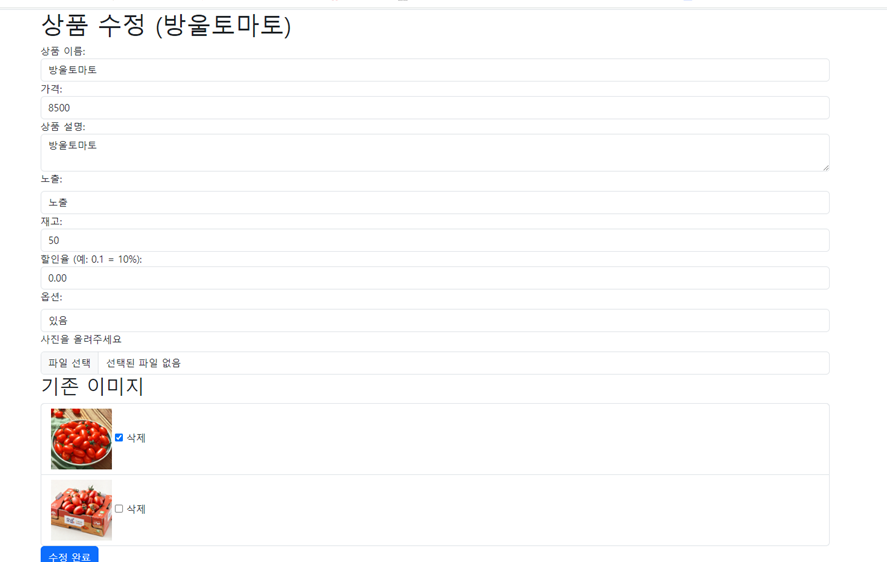 상품 수정 (방울토마토)
상품 이름:
방울토마토
가격:
8500
상품 설명:
방울토마토
노출:
노출
재고:
50
할인율 (예: 0.1 = 10%):
0.00
옵션:
있음
사진을 올려주세요
파일 선택 선택된 파일 없음
기존 이미지
삭제
삭제
수정 완료